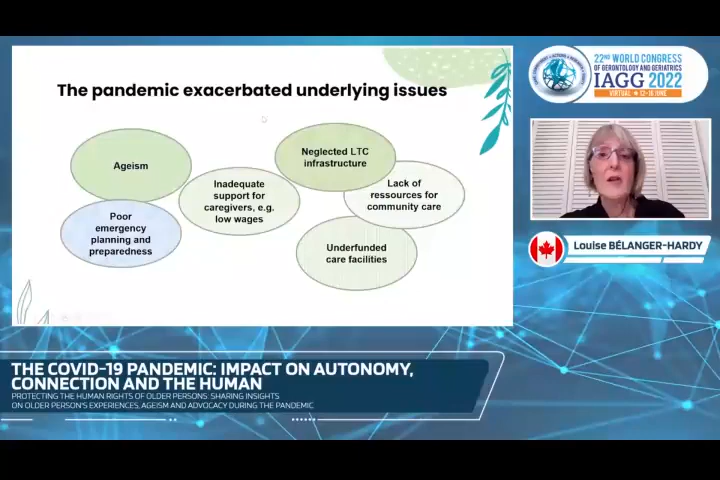 The pandemic exacerbated underlying issues
Ageism
Neglected LTC
infrastructure
Inadequate
support for
caregivers, e.g.
low wages
Lack of
ressources for
community care
Poor
emergency
planning and
preparedness
Underfunded
care facilities
22ND WORLD CONGRESS
OF GERONTOLOGY AND GERIATRICS
IAGG 2022
VIRTUAL ★ 12-16 JUNE
Louise BÉLANGER-HARDY
THE COVID-19 PANDEMIC: IMPACT ON AUTONOMY,
CONNECTION AND THE HUMAN
PROTECTING THE HUMAN RIGHTS OF OLDER PERSONS: SHARING INSIGHTS
ON OLDER PERSON'S EXPERIENCES, AGEISM AND ADVOCACY DURING THE PANDEMIC